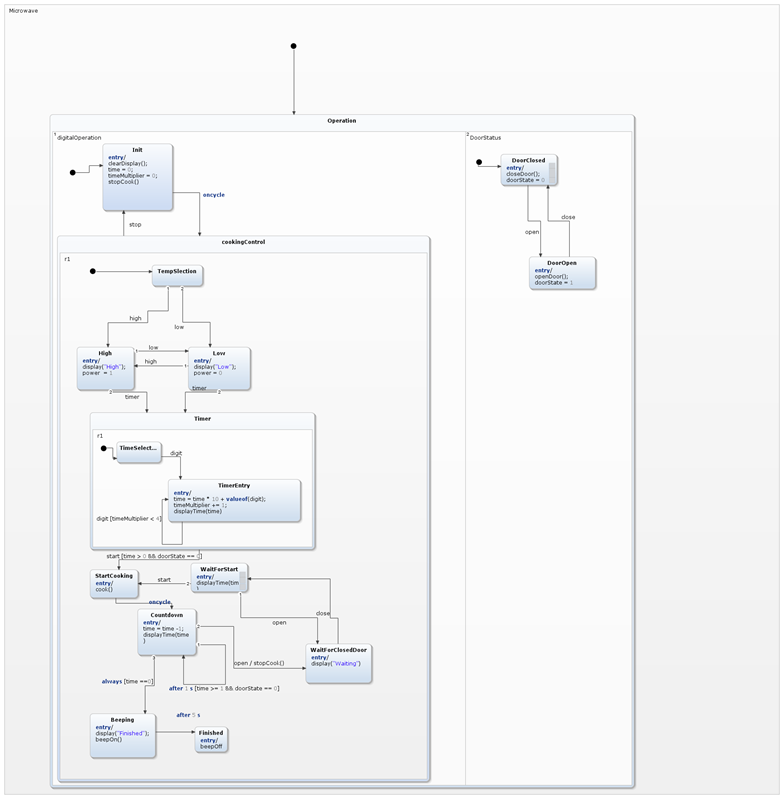 Microwave
Operation
1 digitalOperation
2 DoorStatus
Init
entry/
clearDisplay();
time = 0;
timeMultiplier = 0;
stopCook()
oncycle
stop
DoorClosed
entry/
closeDoor();
doorState = 0
open
close
DoorOpen
entry/
openDoor();
doorState = 1
cookingControl
r1
TempSlection
high
low
High
entry/
display("High");
power = 1
low
high
Low
entry/
display("Low");
power = 0
timer
timer
Timer
r1
TimeSelect...
digit
TimerEntry
entry/
time = time * 10 + valueof(digit);
timeMultiplier += 1;
displayTime(time)
digit [timeMultiplier < 4]
start [time > 0 && doorState == 0]
StartCooking
entry/
cook()
start
WaitForStart
entry/
displayTime(tim
)
oncycle
open
close
Countdown
entry/
time = time -1;
displayTime(time
)
WaitForClosedDoor
entry/
display("Waiting")
open / stopCook()
always [time ==0]
after 1 s [time >= 1 && doorState == 0]
Beeping
entry/
display("Finished");
beepOn()
after 5 s
Finished
entry/
beepOff